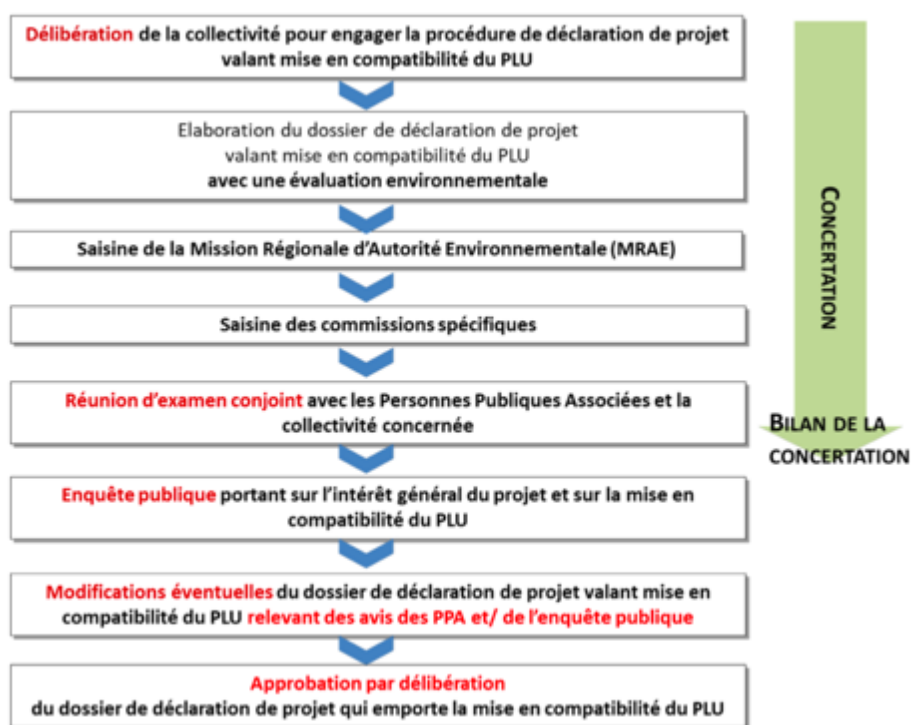 Délibération de la collectivité pour engager la procédure de déclaration de projet
valant mise en compatibilité du PLU
Elaboration du dossier de déclaration de projet
valant mise en compatibilité du PLU
avec une évaluation environnementale
Saisine de la Mission Régionale d'Autorité Environnementale (MRAE)
Saisine des commissions spécifiques
Réunion d'examen conjoint avec les Personnes Publiques Associées et la
collectivité concernée
Enquête publique portant sur l'intérêt général du projet et sur la mise en
compatibilité du PLU
Modifications éventuelles du dossier de déclaration de projet valant mise en
compatibilité du PLU relevant des avis des PPA et/ de l'enquête publique
Approbation par délibération
du dossier de déclaration de projet qui emporte la mise en compatibilité du PLU
CONCERTATION
BILAN DE LA
CONCERTATION